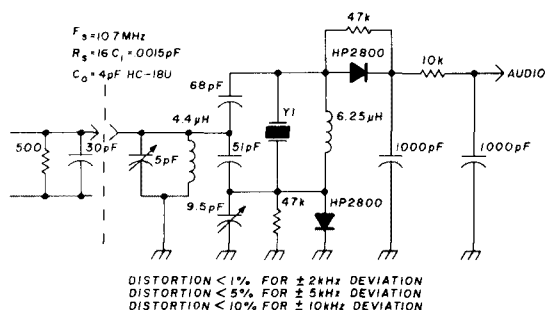 Fs = 10.7 MHz
Rs = 16 C1 = .0015pF
Co = 4pF HC-18U
47k
HP2800
10k
AUDIO
68pF
4.4µH
Y1
6.25µH
500
30pF
5pF
51pF
1000pF
1000pF
HP2800
9.5pF
47k
DISTORTION < 1% FOR ± 2kHz DEVIATION
DISTORTION < 5% FOR ± 5kHz DEVIATION
DISTORTION < 10% FOR ± 10kHz DEVIATION